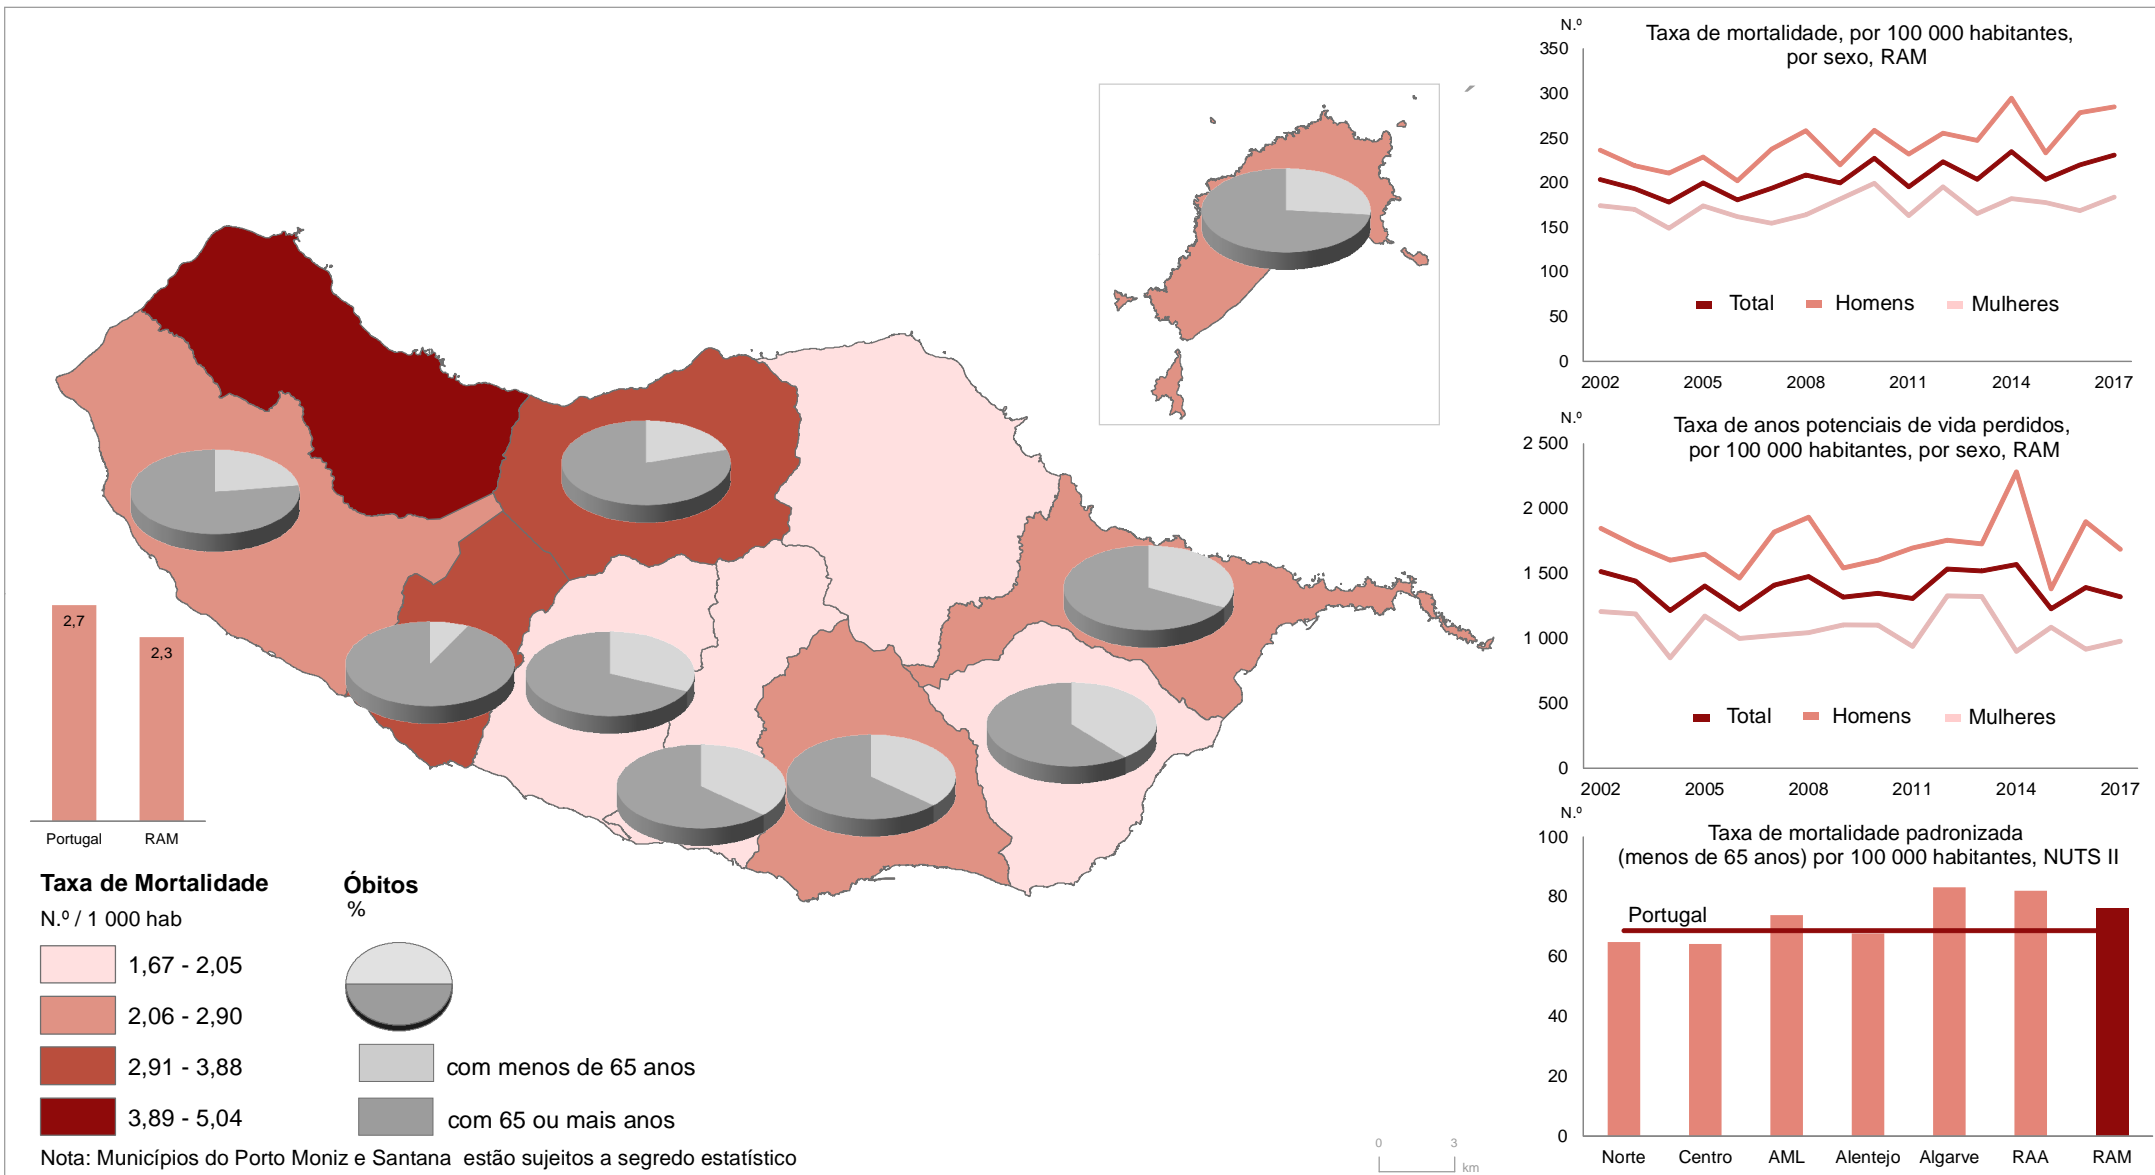 2,7
2,3
Portugal
RAM
Taxa de Mortalidade
N.º / 1 000 hab
1,67 - 2,05
2,06 - 2,90
2,91 - 3,88
3,89 - 5,04
Óbitos
%
com menos de 65 anos
com 65 ou mais anos
Nota: Municípios do Porto Moniz e Santana estão sujeitos a segredo estatístico
0 3
km
N.º
Taxa de mortalidade, por 100 000 habitantes,
por sexo, RAM
350
300
250
200
150
100
50
0
Total Homens Mulheres
2002 2005 2008 2011 2014 2017
N.º
Taxa de anos potenciais de vida perdidos,
por 100 000 habitantes, por sexo, RAM
2 500
2 000
1 500
1 000
500
0
Total Homens Mulheres
2002 2005 2008 2011 2014 2017
N.º
Taxa de mortalidade padronizada
(menos de 65 anos) por 100 000 habitantes, NUTS II
100
80
60
40
20
0
Portugal
Norte Centro AML Alentejo Algarve RAA RAM